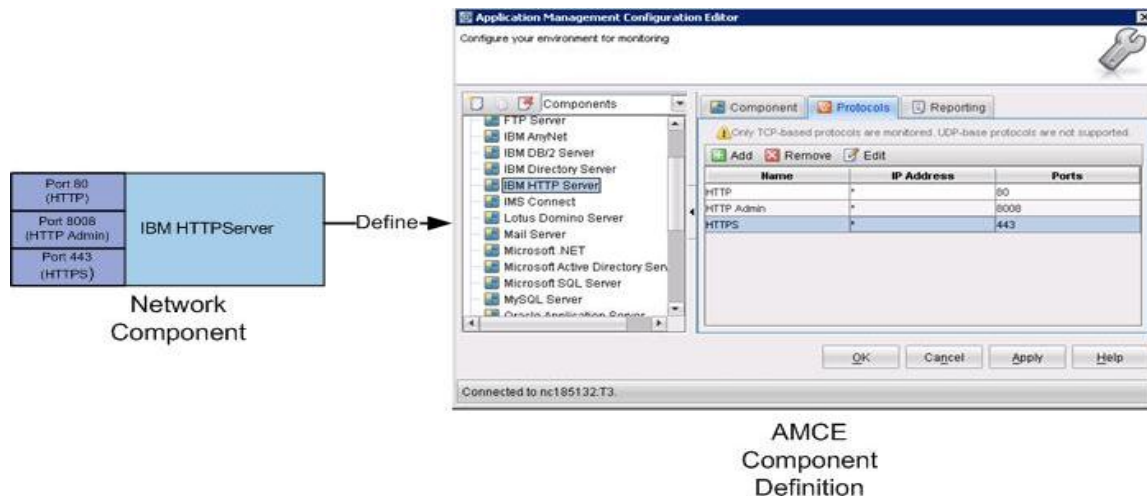 Application Management Configuration Editor
Configure your environment for monitoring
Components
FTP Server
IBM AnyNet
IBM DB/2 Server
IBM Directory Server
IBM HTTP Server
IMS Connect
Lotus Domino Server
Mail Server
Microsoft .NET
Microsoft Active Directory Serv
Microsoft SQL Server
MySQL Server
Oracle Application Server
Component Protocols Reporting
Only TCP-based protocols are monitored. UDP-base protocols are not supported.
Add Remove Edit
Name IP Address Ports
HTTP * 80
HTTP Admin * 8008
HTTPS * 443
OK Cancel Apply Help
Connected to nc185132:T3.
Port 80
(HTTP)
Port 8008
(HTTP Admin)
Port 443
(HTTPS)
IBM HTTPServer
Define
Network
Component
AMCE
Component
Definition